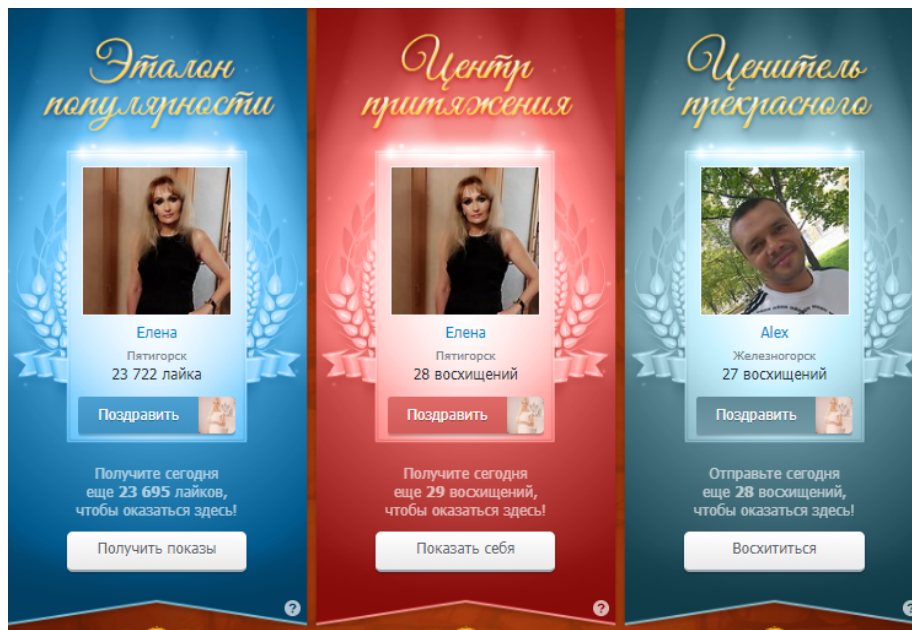 Эталон
популярности
Елена
Пятигорск
23 722 лайка
Поздравить
Получите сегодня
еще 23 695 лайков,
чтобы оказаться здесь!
Получить показы
?
Центр
притяжения
Елена
Пятигорск
28 восхищений
Поздравить
Получите сегодня
еще 29 восхищений,
чтобы оказаться здесь!
Показать себя
?
Ценитель
прекрасного
Alex
Железногорск
27 восхищений
Поздравить
Отправьте сегодня
еще 28 восхищений,
чтобы оказаться здесь!
Восхититься
?